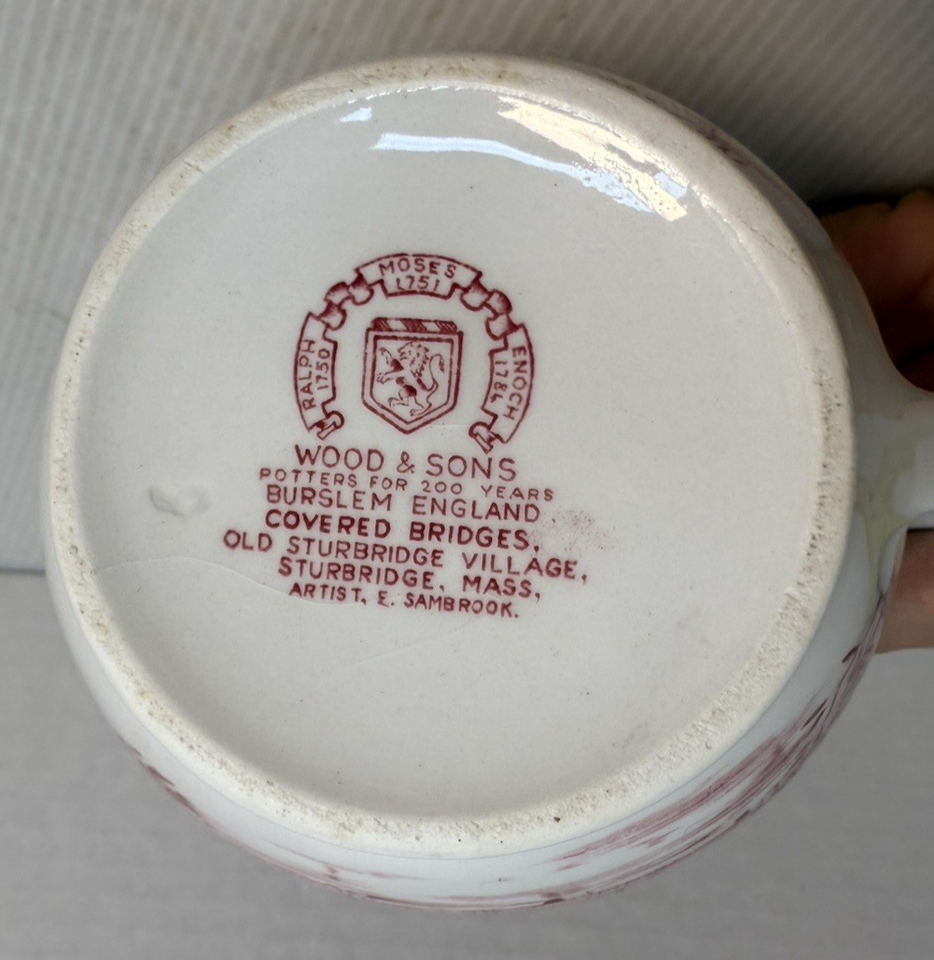 RALPH 1750
MOSES 1751
ENOCH 1784
WOOD & SONS
POTTERS FOR 200 YEARS
BURSLEM ENGLAND
COVERED BRIDGES,
OLD STURBRIDGE VILLAGE,
STURBRIDGE, MASS,
ARTIST, E. SAMBROOK.